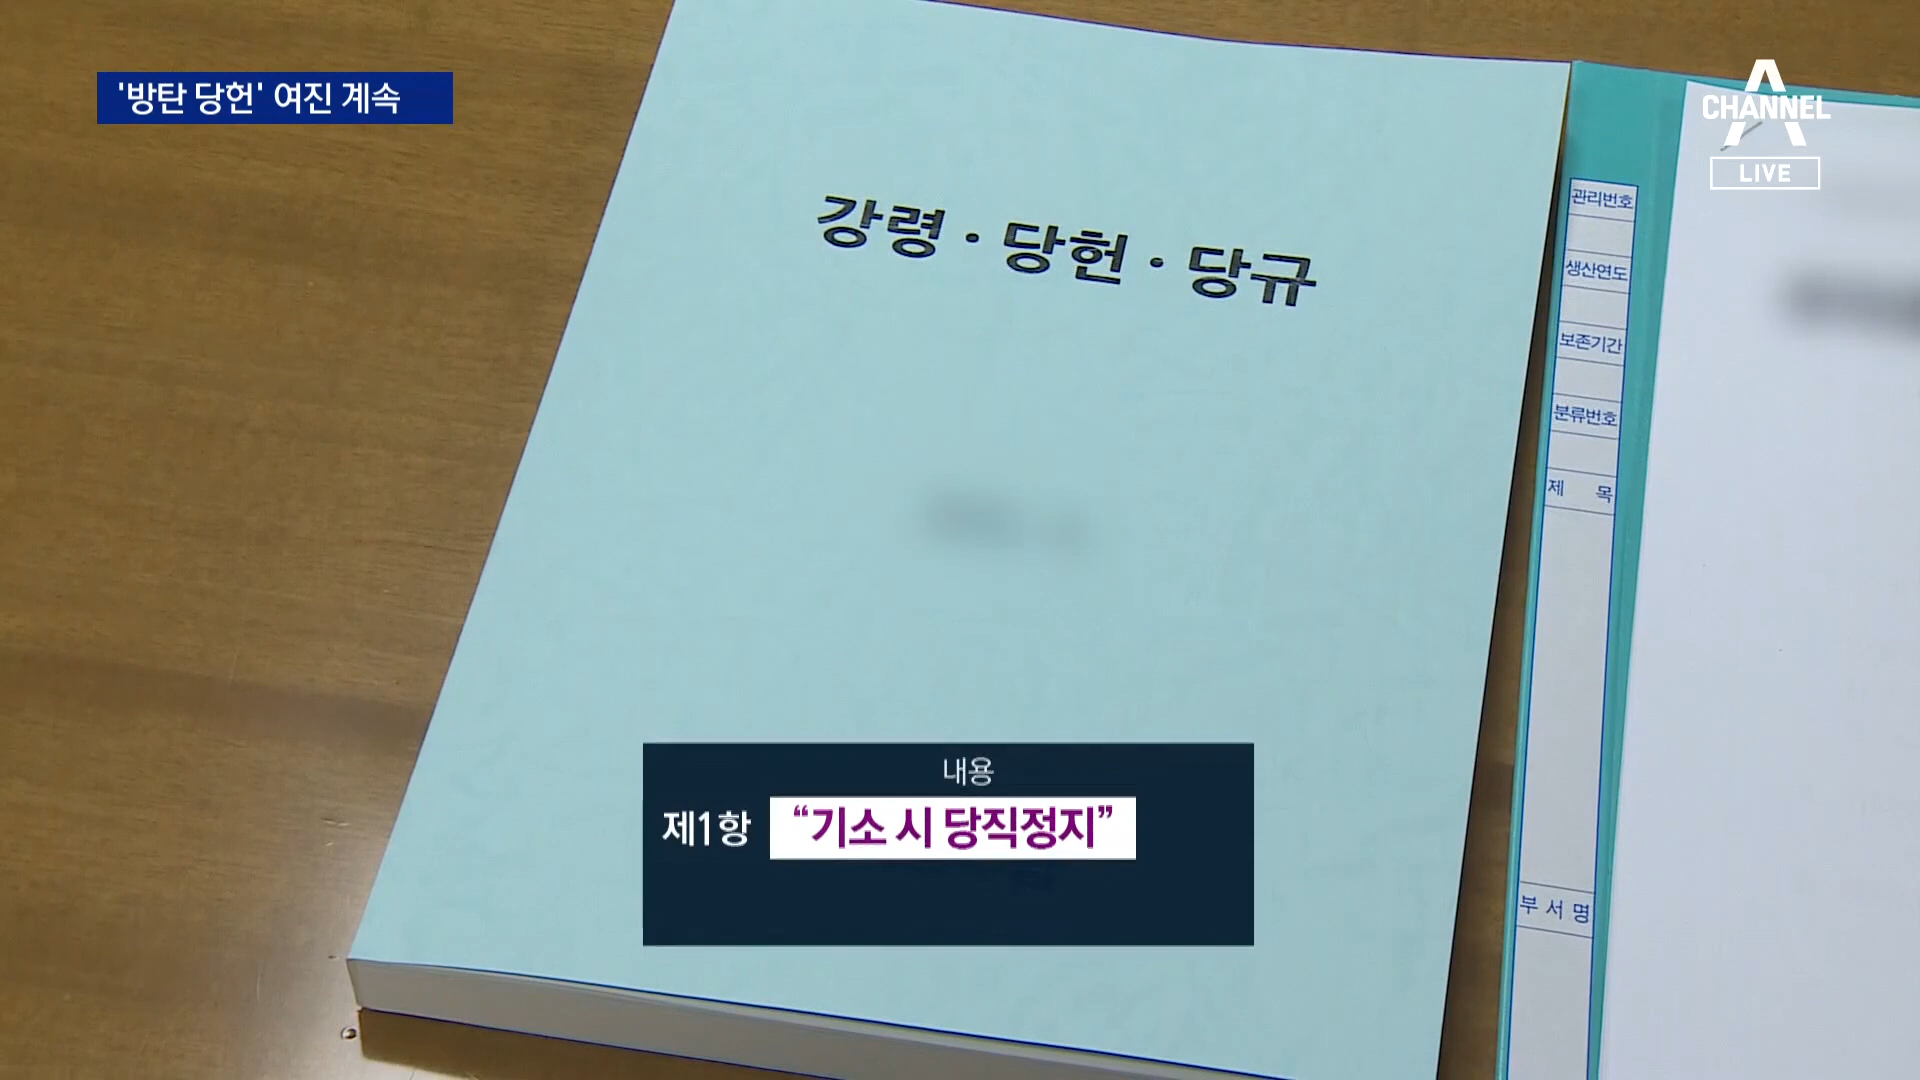 '방탄 당헌' 여진 계속
CHANNEL A
LIVE
강령·당헌·당규
관리번호
생산연도
보존기간
분류번호
제 목
부 서 명
내용
제1항 “기소 시 당직정지”